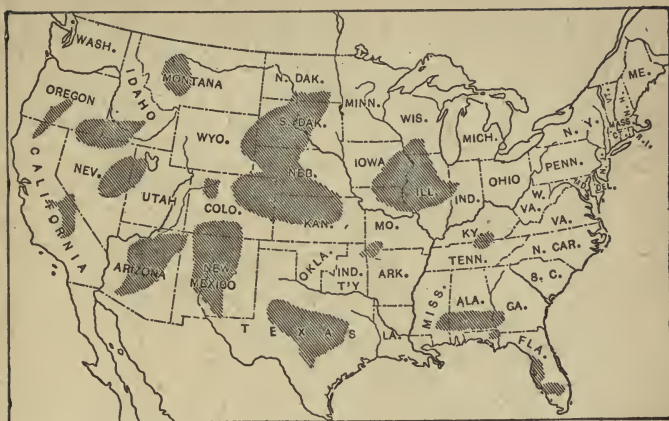 WASH.
MONTANA
N. DAK.
MINN.
ME.
OREGON
IDAHO
S. DAK.
WIS.
MICH.
N. Y.
MASS.
WYO.
IOWA
PENN.
CALIFORNIA
NEV.
UTAH
COLO.
NEB.
ILL.
IND.
OHIO
DEL.
W.
VA.
VA.
KAN.
MO.
KY.
ARIZONA
NEW
MEXICO
OKLA.
IND.
T'Y
ARK.
TENN.
N. CAR.
S. C.
TEXAS
LA.
MISS.
ALA.
GA.
FLA.